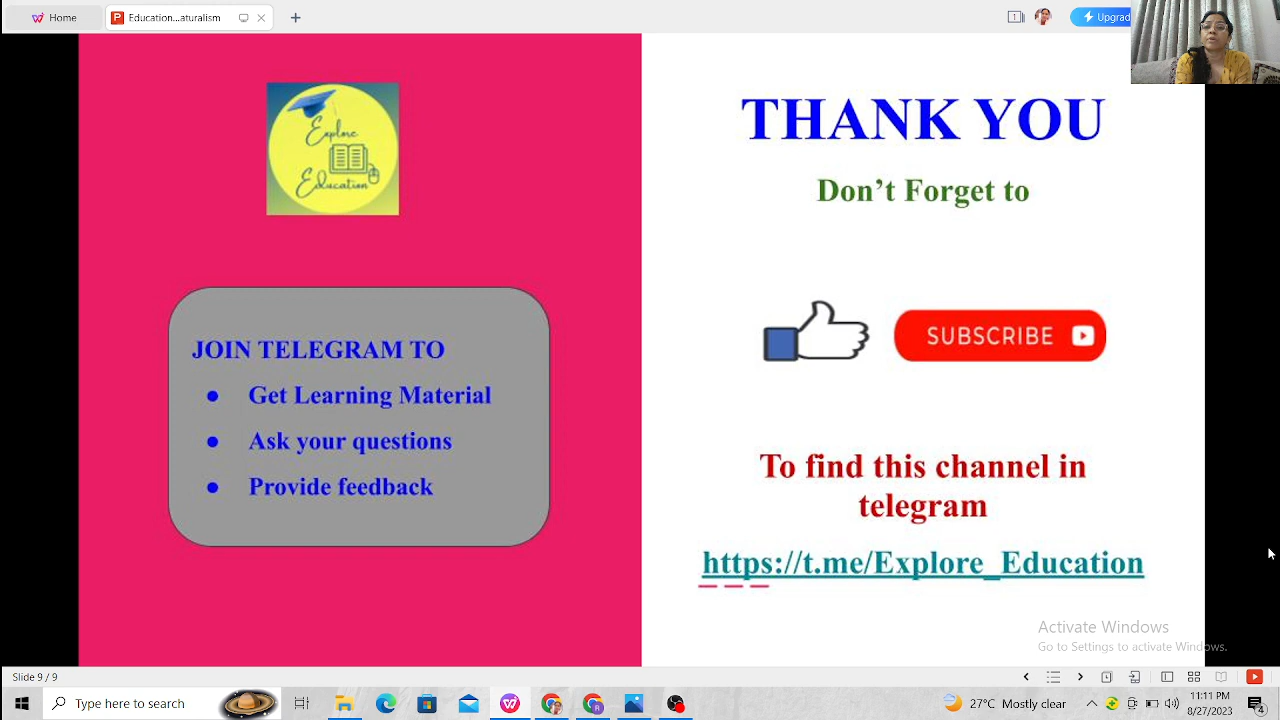 Home
Education...aturalism
1
Upgrad
Explore
Education
JOIN TELEGRAM TO
● Get Learning Material
● Ask your questions
● Provide feedback
THANK YOU
Don't Forget to
SUBSCRIBE
To find this channel in
telegram
https://t.me/Explore_Education
Activate Windows
Go to Settings to activate Windows.
Slide 9 / 9
Type here to search
27°C Mostly Clear
11:11 PM
8/27/2023
4